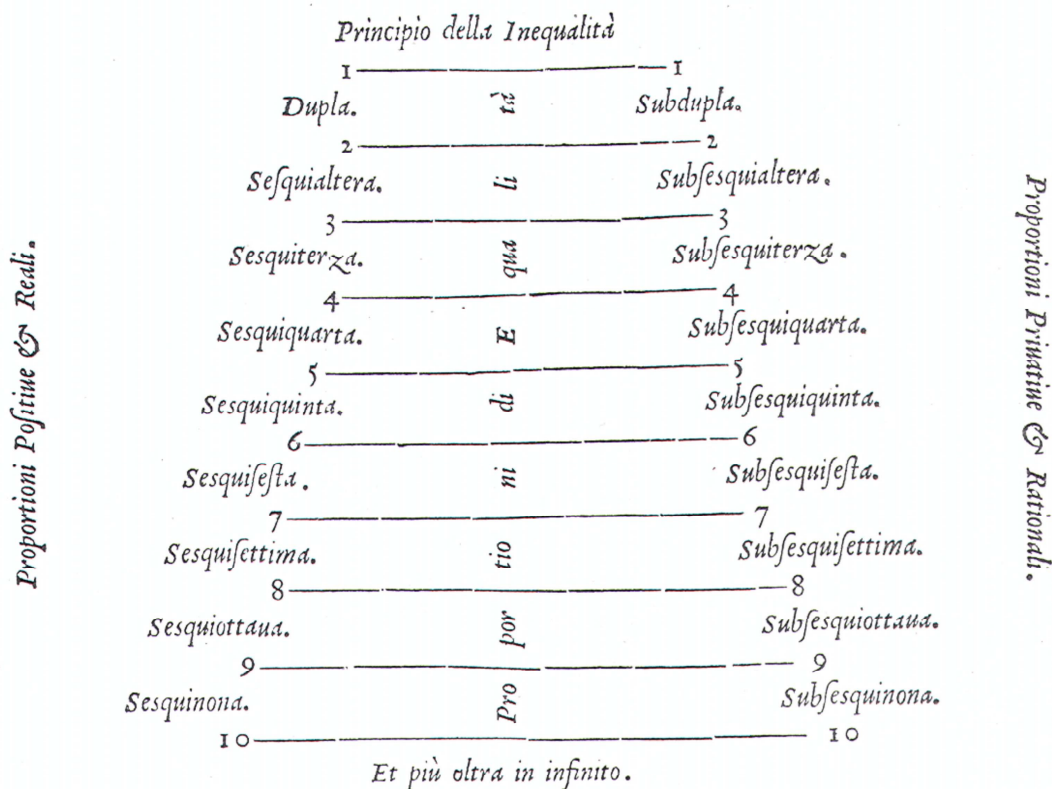 Principio della Inequalità
1 1
Dupla. Subdupla.
2 2
Seſquialtera. Subſesquialtera.
3 3
Sesquiterza. Subſesquiterza.
4 4
Sesquiquarta. Subſesquiquarta.
5 5
Sesquiquinta. Subſesquiquinta.
6 6
Sesquiſeſta. Subſesquiſeſta.
7 7
Sesquiſettima. Subſesquiſettima.
8 8
Sesquiottaua. Subſesquiottaua.
9 9
Sesquinona. Subſesquinona.
10 10
Et più oltra in infinito.
Proportioni Poſitiue & Reali.
Pro por tio ni di E qua li tà
Proportioni Priuatiue & Rationali.